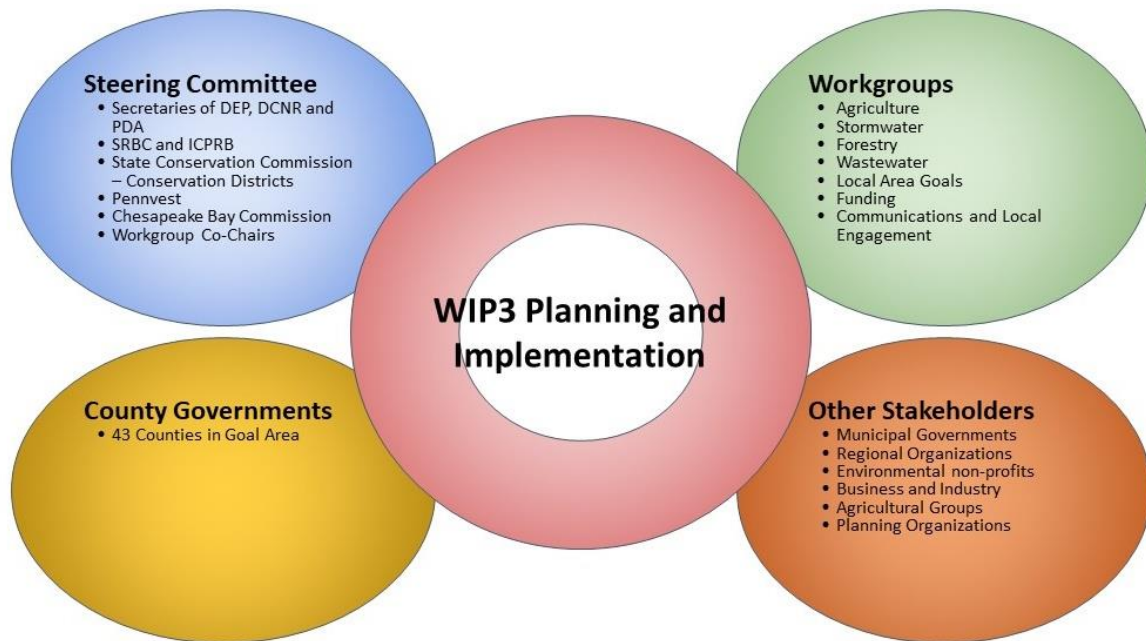 Steering Committee
• Secretaries of DEP, DCNR and
PDA
• SRBC and ICPRB
• State Conservation Commission
– Conservation Districts
• Pennvest
• Chesapeake Bay Commission
• Workgroup Co-Chairs
Workgroups
• Agriculture
• Stormwater
• Forestry
• Wastewater
• Local Area Goals
• Funding
• Communications and Local
Engagement
WIP3 Planning and
Implementation
County Governments
• 43 Counties in Goal Area
Other Stakeholders
• Municipal Governments
• Regional Organizations
• Environmental non-profits
• Business and Industry
• Agricultural Groups
• Planning Organizations